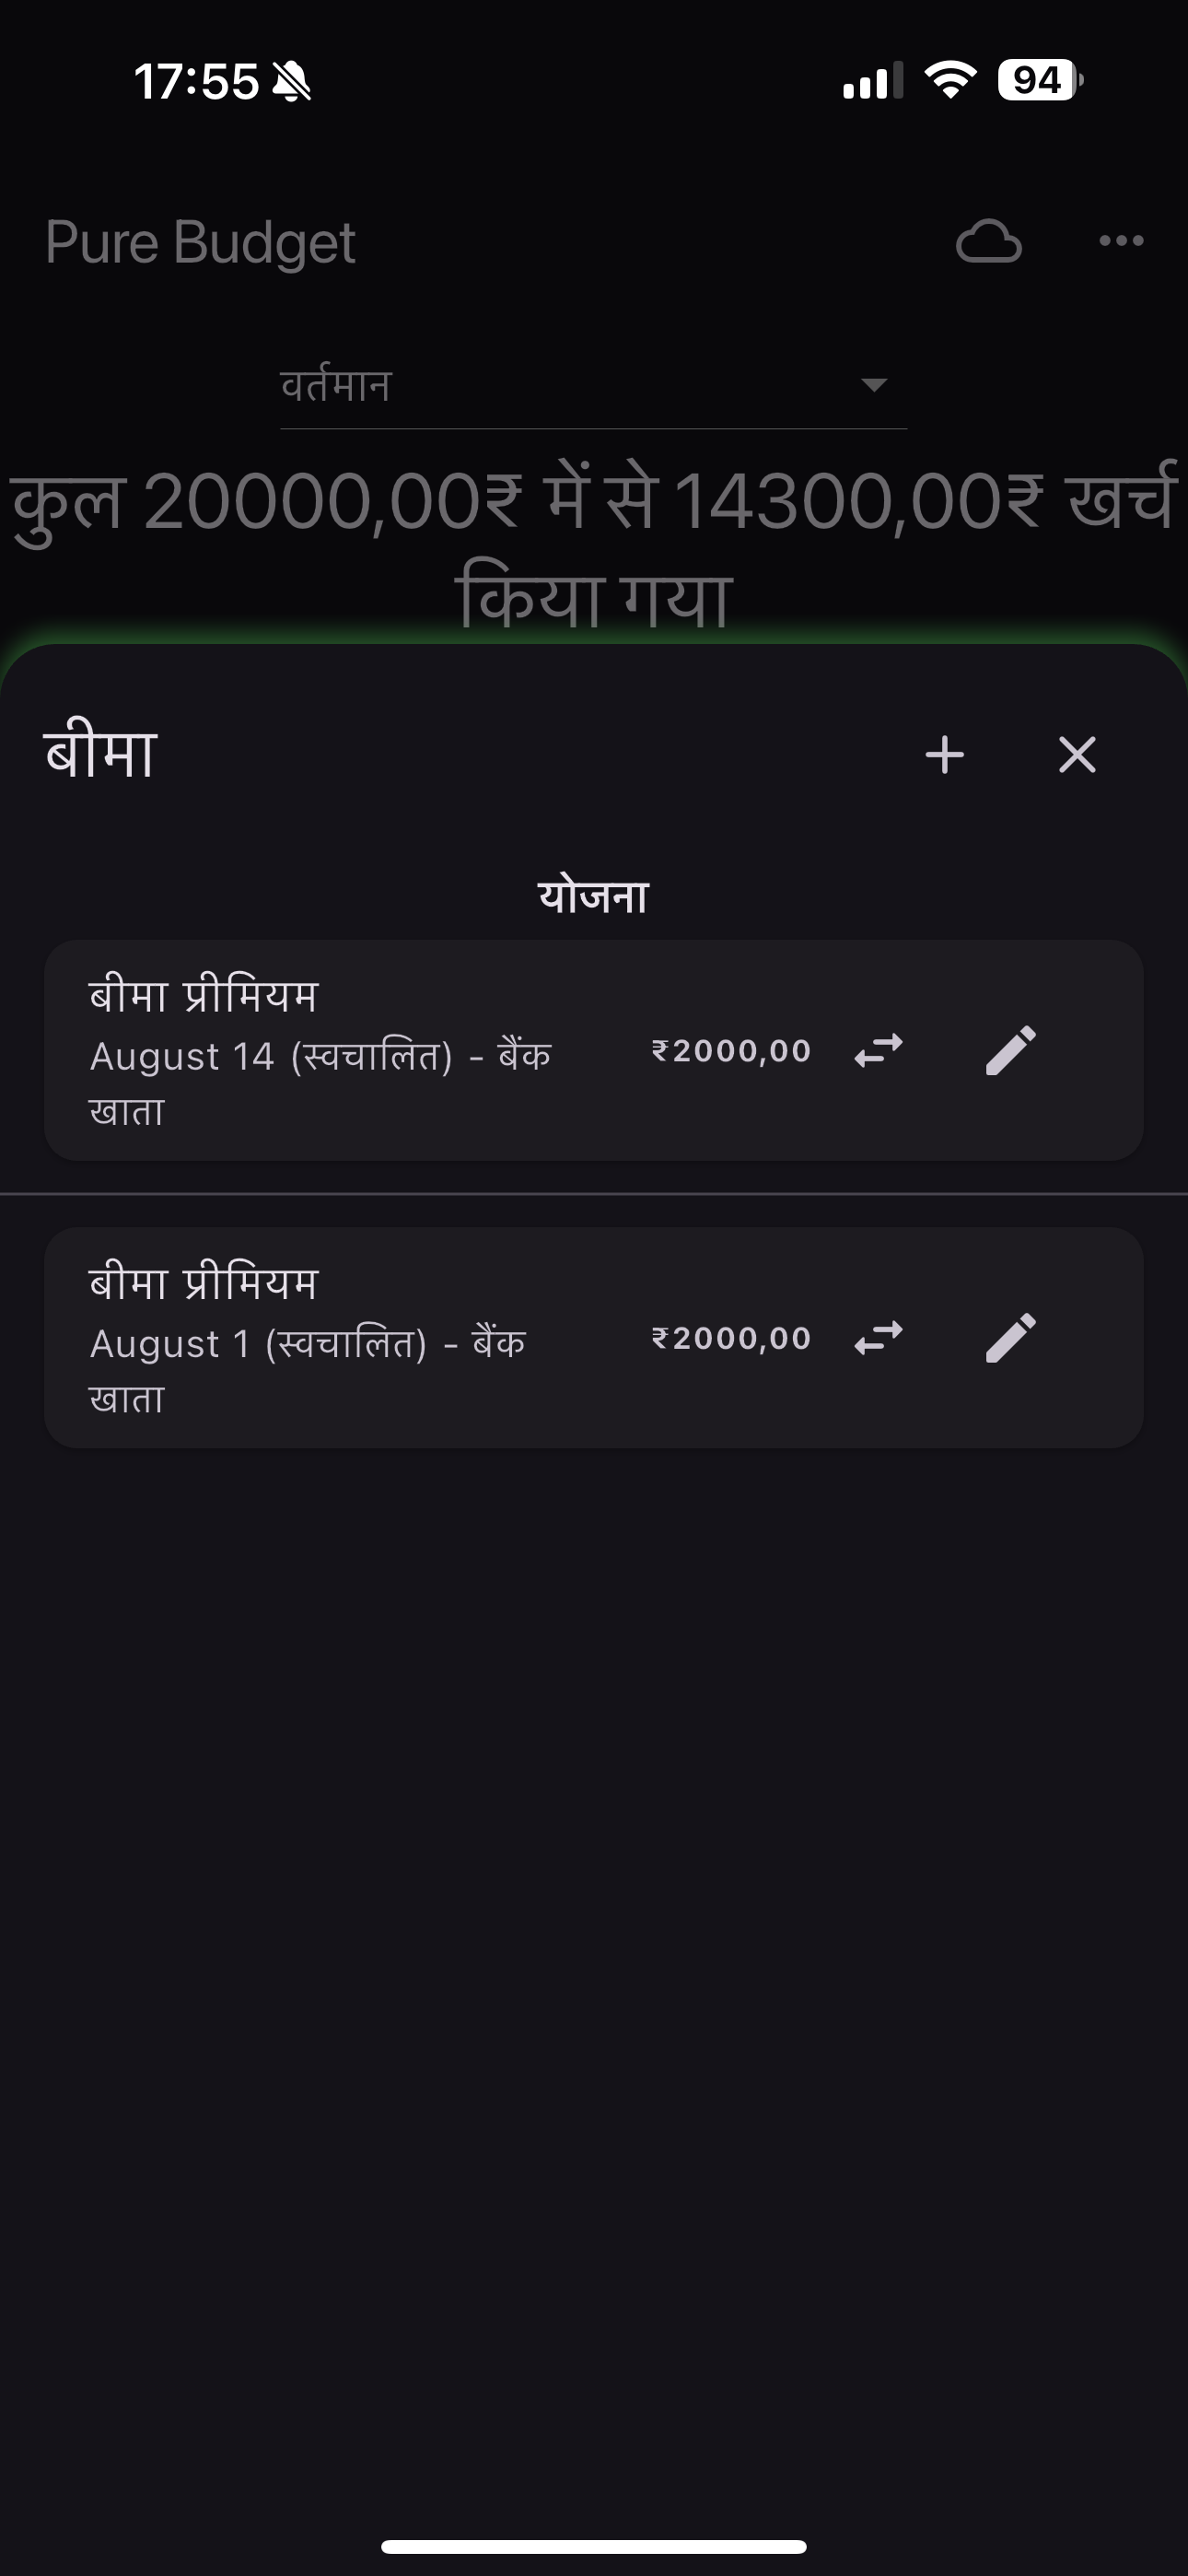 17:55
94
Pure Budget
वर्तमान
कुल 20000,00₹ में से 14300,00₹ खर्च
किया गया
बीमा
योजना
बीमा प्रीमियम
August 14 (स्वचालित) - बैंक
खाता
₹2000,00
बीमा प्रीमियम
August 1 (स्वचालित) - बैंक
खाता
₹2000,00